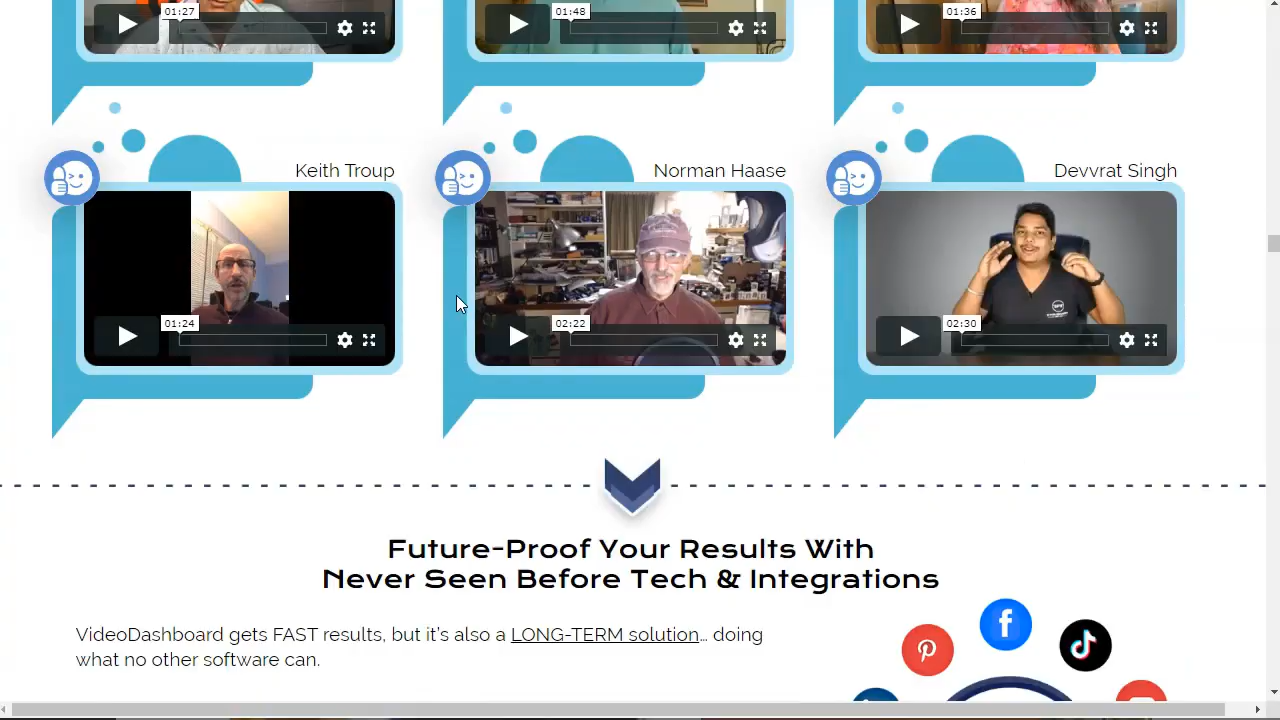 01:27
01:48
01:36
Keith Troup
Norman Haase
Devvrat Singh
01:24
02:22
02:30
Future-Proof Your Results With
Never Seen Before Tech & Integrations
VideoDashboard gets FAST results, but it's also a LONG-TERM solution... doing
what no other software can.